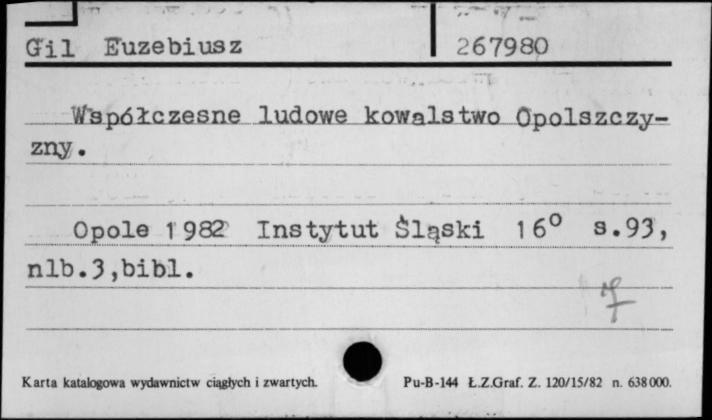 Gil Euzebiusz 267980
Współczesne ludowe kowalstwo Opolszczy-
zny.
Opole 1982 Instytut Śląski 16° s.93,
nlb.3,bibl.
Karta katalogowa wydawnictw ciągłych i zwartych. Pu-B-144 Ł.Z.Graf. Z. 120/15/82 n. 638000.